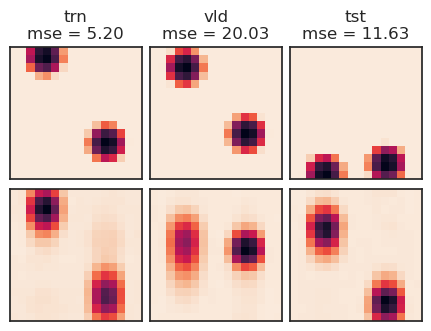 trn vld tst
mse = 5.20 mse = 20.03 mse = 11.63